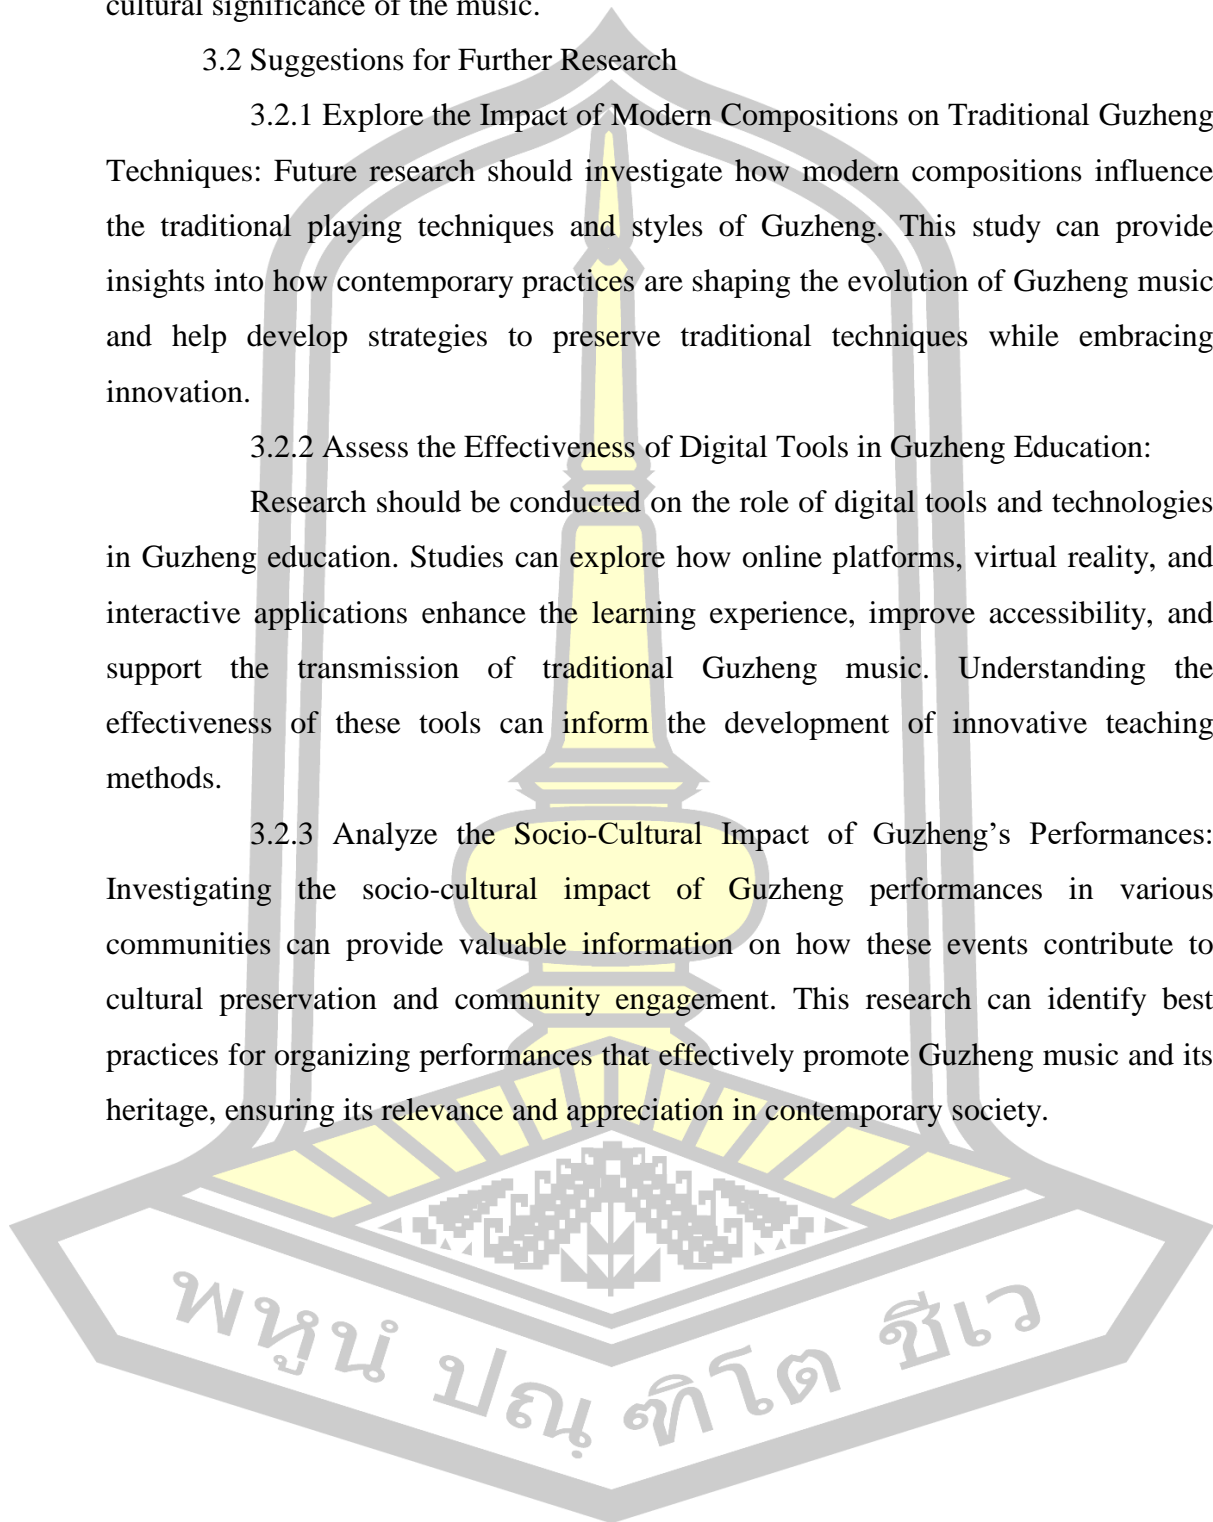 cultural significance of the music.
3.2 Suggestions for Further Research
3.2.1 Explore the Impact of Modern Compositions on Traditional Guzheng
Techniques: Future research should investigate how modern compositions influence
the traditional playing techniques and styles of Guzheng. This study can provide
insights into how contemporary practices are shaping the evolution of Guzheng music
and help develop strategies to preserve traditional techniques while embracing
innovation.
3.2.2 Assess the Effectiveness of Digital Tools in Guzheng Education:
Research should be conducted on the role of digital tools and technologies
in Guzheng education. Studies can explore how online platforms, virtual reality, and
interactive applications enhance the learning experience, improve accessibility, and
support the transmission of traditional Guzheng music. Understanding the
effectiveness of these tools can inform the development of innovative teaching
methods.
3.2.3 Analyze the Socio-Cultural Impact of Guzheng’s Performances:
Investigating the socio-cultural impact of Guzheng performances in various
communities can provide valuable information on how these events contribute to
cultural preservation and community engagement. This research can identify best
practices for organizing performances that effectively promote Guzheng music and its
heritage, ensuring its relevance and appreciation in contemporary society.
พหูนํ ปณฺ ฑิโต ชีเว